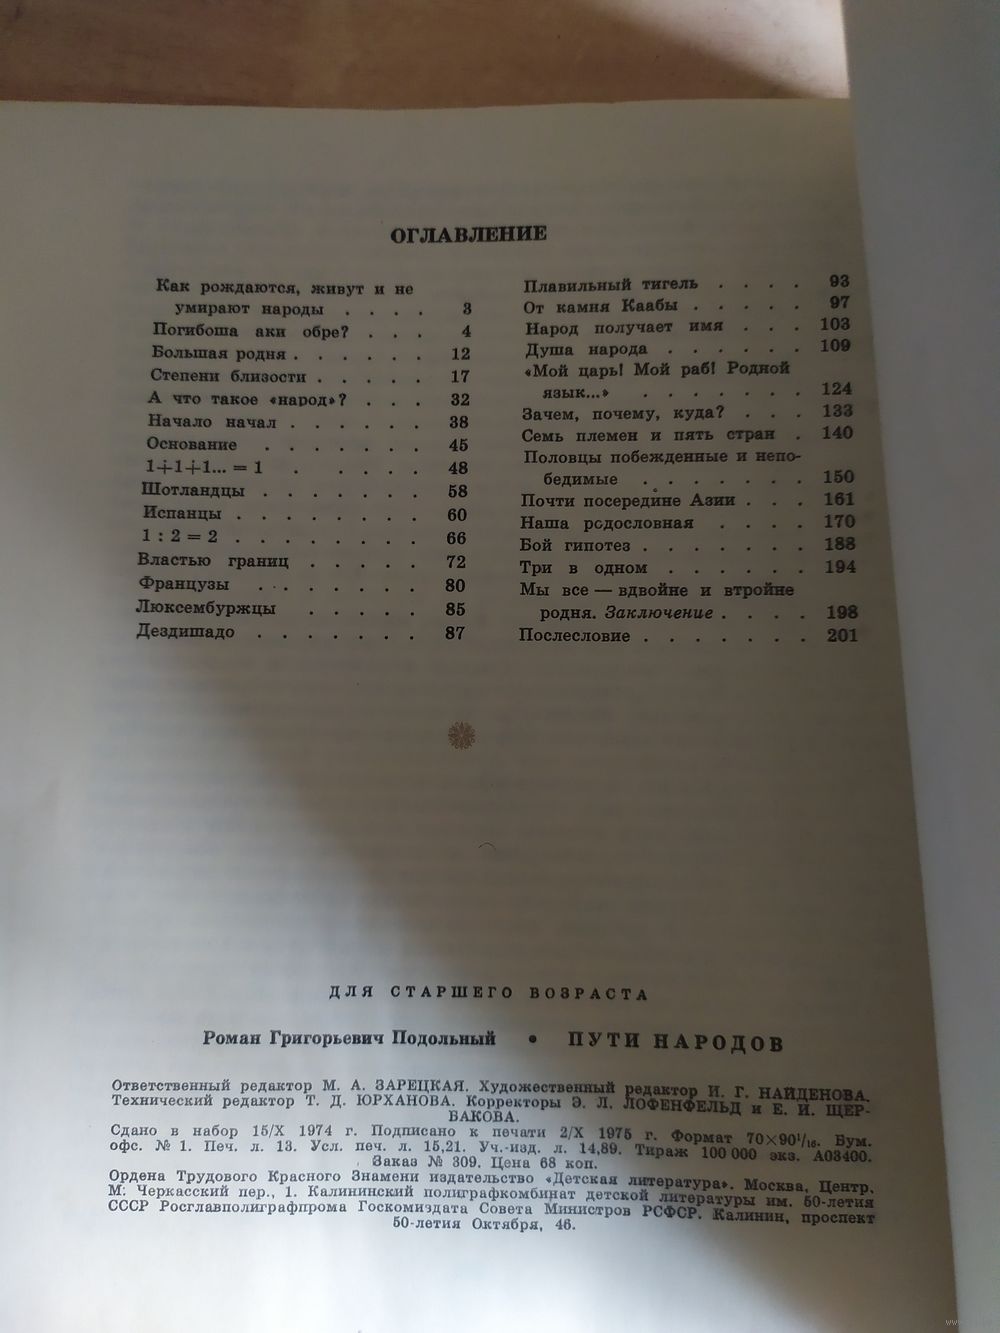 ОГЛАВЛЕНИЕ
Как рождаются, живут и не
умирают народы . . . . 3
Погибоша аки обре? . . . 4
Большая родня . . . . . . 12
Степени близости . . . . . 17
А что такое «народ»? . . . 32
Начало начал . . . . . . 38
Основание . . . . . . . 45
1+1+1... = 1 . . . . . 48
Шотландцы . . . . . . . 58
Испанцы . . . . . . . . 60
1 : 2 = 2 . . . . . . . . 66
Властью границ . . . . . 72
Французы . . . . . . . 80
Люксембуржцы . . . . . 85
Дездишадо . . . . . . . 87
Плавильный тигель . . . . 93
От камня Каабы . . . . . 97
Народ получает имя . . . 103
Душа народа . . . . . . 109
«Мой царь! Мой раб! Родной
язык...» . . . . . . . 124
Зачем, почему, куда? . . . 133
Семь племен и пять стран . 140
Половцы побежденные и непо-
бедимые . . . . . . . 150
Почти посередине Азии . . . 161
Наша родословная . . . . 170
Бой гипотез . . . . . . . 188
Три в одном . . . . . . 194
Мы все — вдвойне и втройне
родня. Заключение . . . . 198
Послесловие . . . . . . . 201
ДЛЯ СТАРШЕГО ВОЗРАСТА
Роман Григорьевич Подольный • ПУТИ НАРОДОВ
Ответственный редактор М. А. ЗАРЕЦКАЯ. Художественный редактор И. Г. НАЙДЕНОВА.
Технический редактор Т. Д. ЮРХАНОВА. Корректоры Э. Л. ЛОФЕНФЕЛЬД и Е. И. ЩЕР-
БАКОВА.
Сдано в набор 15/X 1974 г. Подписано к печати 2/X 1975 г. Формат 70×90¹/₁₆. Бум.
офс. № 1. Печ. л. 13. Усл. печ. л. 15,21. Уч.-изд. л. 14,89. Тираж 100 000 экз. А03400.
Заказ № 309. Цена 68 коп.
Ордена Трудового Красного Знамени издательство «Детская литература». Москва, Центр,
М. Черкасский пер., 1. Калининский полиграфкомбинат детской литературы им. 50-летия
СССР Росглавполиграфпрома Госкомиздата Совета Министров РСФСР. Калинин, проспект
50-летия Октября, 46.